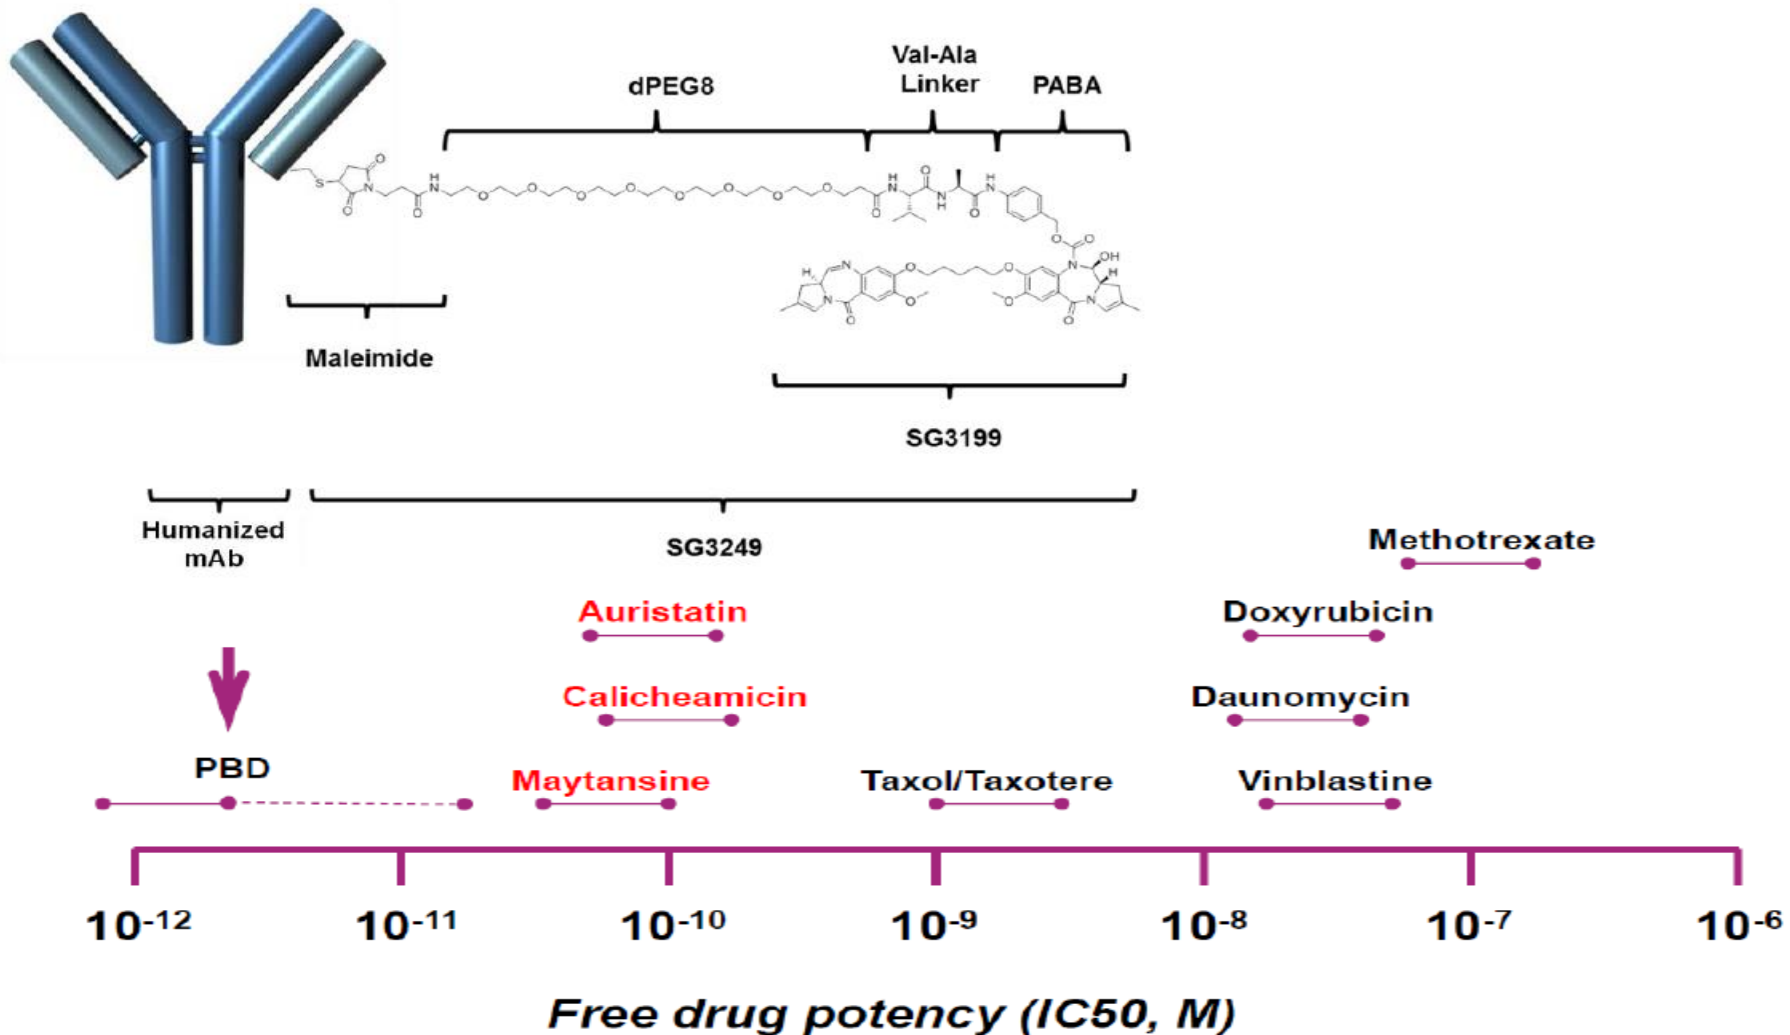 dPEG8
Val-Ala
Linker
PABA
S
O
N
O
O
H
N
O
O
O
O
O
O
O
O
O
H
N
O
N
H
O
H
N
O
O
O
N
OH
H
H
N
O
O
N
O
O
O
N
O
Maleimide
SG3199
Humanized
mAb
SG3249
Methotrexate
Auristatin
Doxyrubicin
Calicheamicin
Daunomycin
PBD
Maytansine
Taxol/Taxotere
Vinblastine
10-12
10-11
10-10
10-9
10-8
10-7
10-6
Free drug potency (IC50, M)